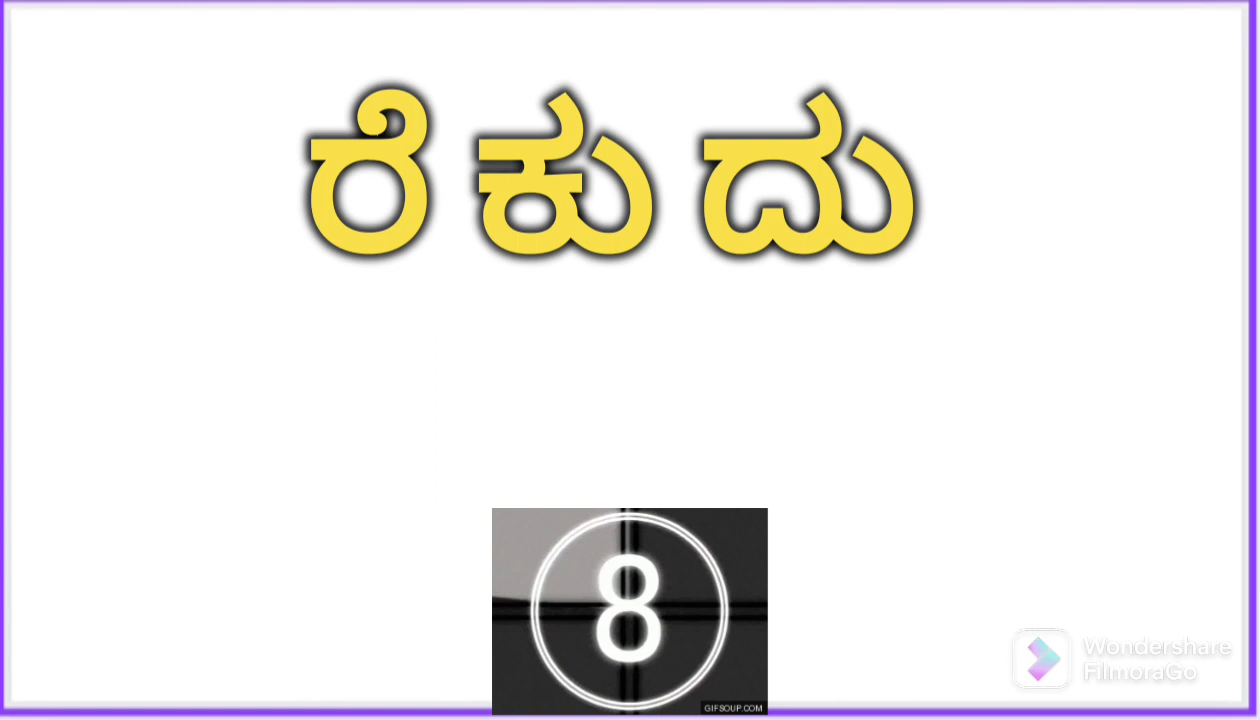 ರೆ ಕು ದು
8
GIFSOUP.COM
Wondershare
FilmoraGo